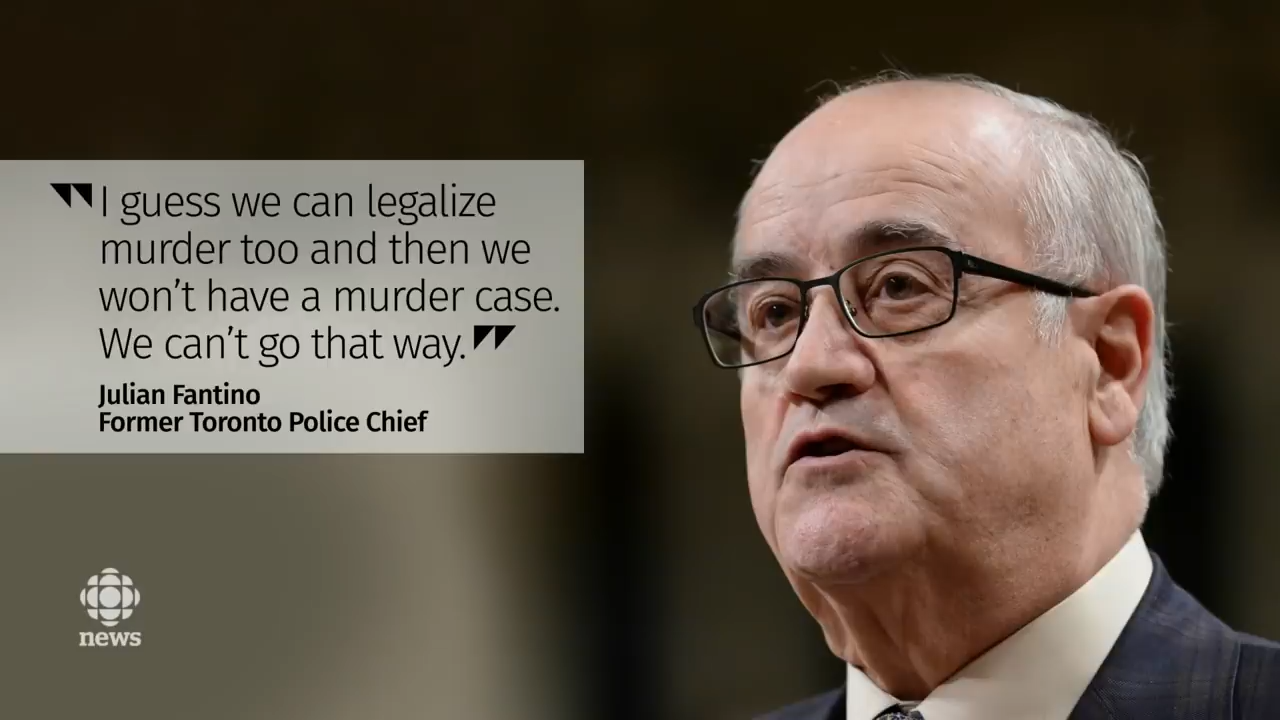 "I guess we can legalize
murder too and then we
won't have a murder case.
We can't go that way."
Julian Fantino
Former Toronto Police Chief
news